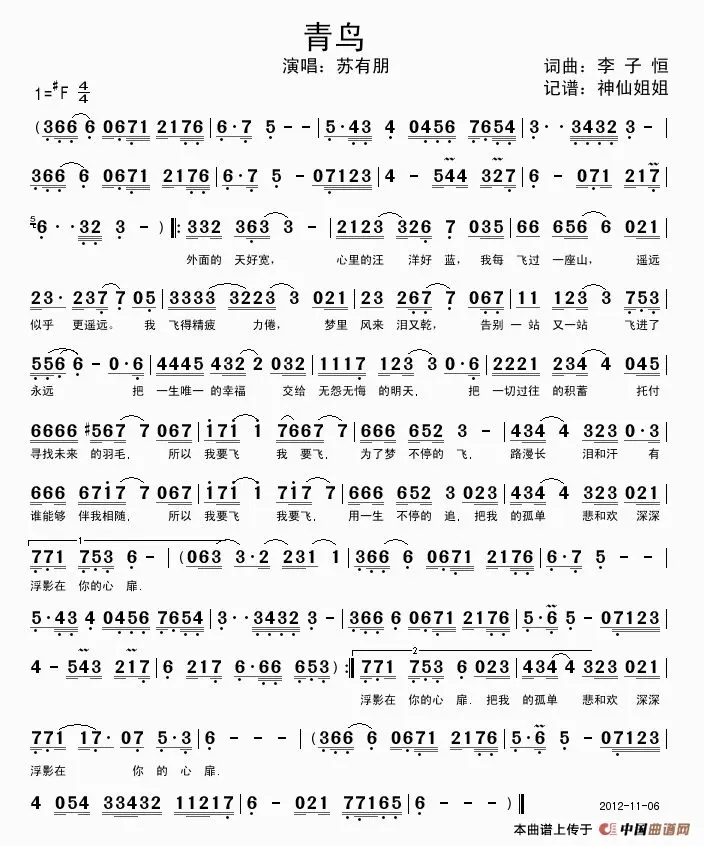 青鸟
演唱：苏有朋
词曲：李子恒
1=#F 4/4
记谱：神仙姐姐
(366 6 0671 2176 | 6·7 5 - - | 5·43 4 0456 7654 | 3··3432 3 -
366 6 0671 2176 | 6·7 5 - 07123 | 4 - 544 327 | 6 - 071 217
5 6··32 3 - ) ‖: 332 363 3 - | 2123 326 7 035 | 66 656 6 021
外面的 天好宽， 心里的汪 洋好 蓝， 我每 飞过 一座山， 遥远
23· 237 7 05 | 3333 3223 3 021 | 23 267 7 067 | 11 123 3 753
似乎 更遥远。 我 飞得精疲 力倦， 梦里 风来 泪又乾， 告别 一站 又一站 飞进了
556 6 - 0·6 | 4445 432 2 032 | 1117 123 3 0·6 | 2221 234 4 045
永远 把 一生唯一 的幸福 交给 无怨无悔 的明天， 把 一切过往 的积蓄 托付
6666 #567 7 067 | 171 1 7667 7 | 666 652 3 - | 434 4 323 0·3
寻找未来 的羽毛， 所以 我要飞 我 要飞， 为了梦 不停的 飞， 路漫长 泪和汗 有
666 6717 7 067 | 171 1 717 7 | 666 652 3 023 | 434 4 323 021
谁能够 伴我相随， 所以 我要飞 我要飞， 用一生 不停的 追，把我 的孤单 悲和欢 深深
1
771 753 6 - | (063 3·2 231 1 | 366 6 0671 2176 | 6·7 5 - -
浮影在 你的心 扉．
5·43 4 0456 7654 | 3··3432 3 - | 366 6 0671 2176 | 5·6 5 - 07123
2
4 - 543 217 | 6 217 6·66 653) :‖ 771 753 6 023 | 434 4 323 021
浮影在 你的心 扉．把我 的孤单 悲和欢 深深
771 17· 07 5·3 | 6 - - - | (366 6 0671 2176 | 5·6 5 - 07123
浮影在 你 的 心 扉．
4 054 33432 11217 | 6 - 021 77165 | 6 - - - ) ‖
2012-11-06
本曲谱上传于 中国曲谱网